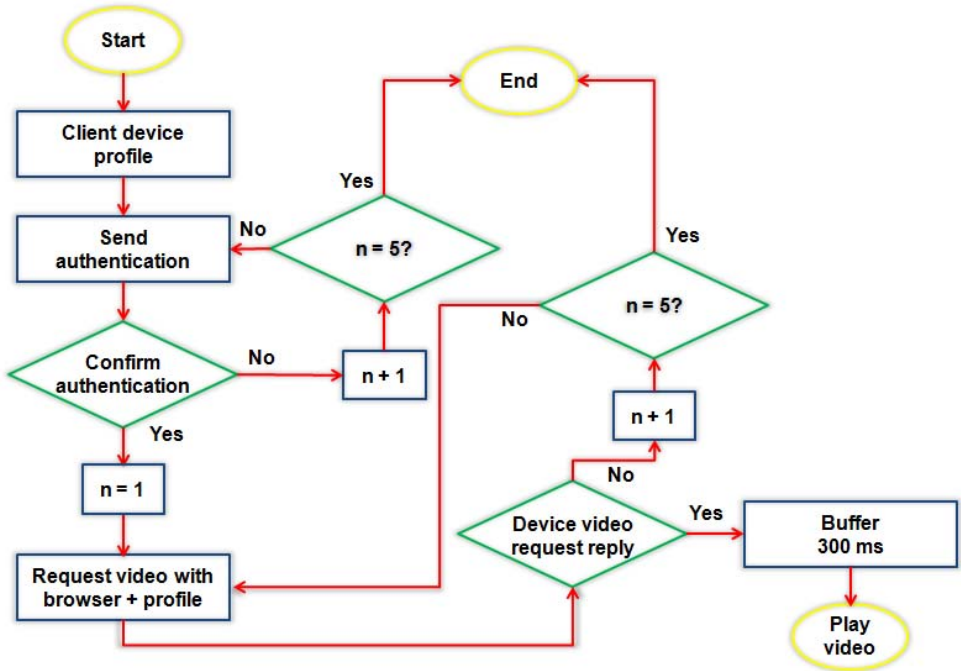 Start
End
Client device
profile
Yes
No
Send
authentication
n = 5?
Yes
n = 5?
No
Confirm
authentication
No
n + 1
Yes
n + 1
No
n = 1
Device video
request reply
Yes
Buffer
300 ms
Request video with
browser + profile
Play
video